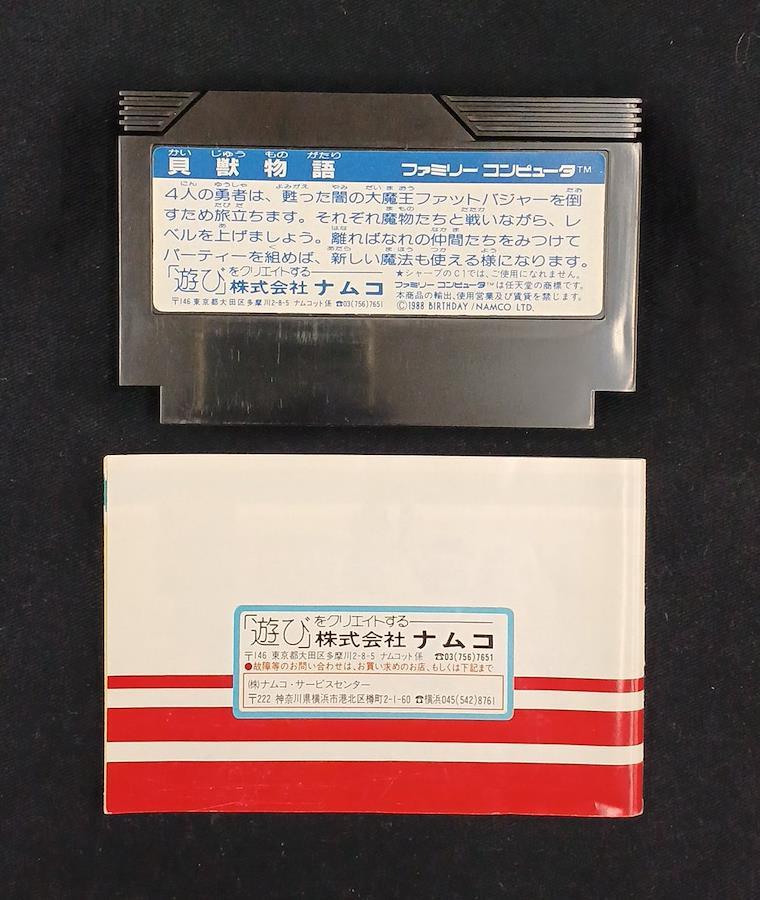 かい じゅう もの がたり
貝獣物語 ファミリー コンピュータ™
にん ゆうしゃ よみがえ やみ だい まおう たお
4人の勇者は、甦った闇の大魔王ファットバジャーを倒
たび だ まもの たたか
すため旅立ちます。それぞれ魔物たちと戦いながら、レ
あ はな なかま
ベルを上げましょう。離ればなれの仲間たちをみつけて
く あたら まほう つか よう
パーティーを組めば、新しい魔法も使える様になります。
「遊び」をクリエイトする
株式会社 ナムコ
〒146 東京都大田区多摩川2-8-5 ナムコット係 ☎03(756)7651
★シャープのC1では、ご使用になれません。
ファミリー コンピュータ™は任天堂の商標です。
本商品の輸出、使用営業及び賃貸を禁じます。
©1988 BIRTHDAY/NAMCO LTD.
「遊び」をクリエイトする
株式会社 ナムコ
〒146 東京都大田区多摩川2-8-5 ナムコット係 ☎03(756)7651
●故障等のお問い合わせは、お買い求めのお店、もしくは下記まで
㈱ナムコ・サービスセンター
〒222 神奈川県横浜市港北区樽町2-1-60 ☎横浜045(542)8761